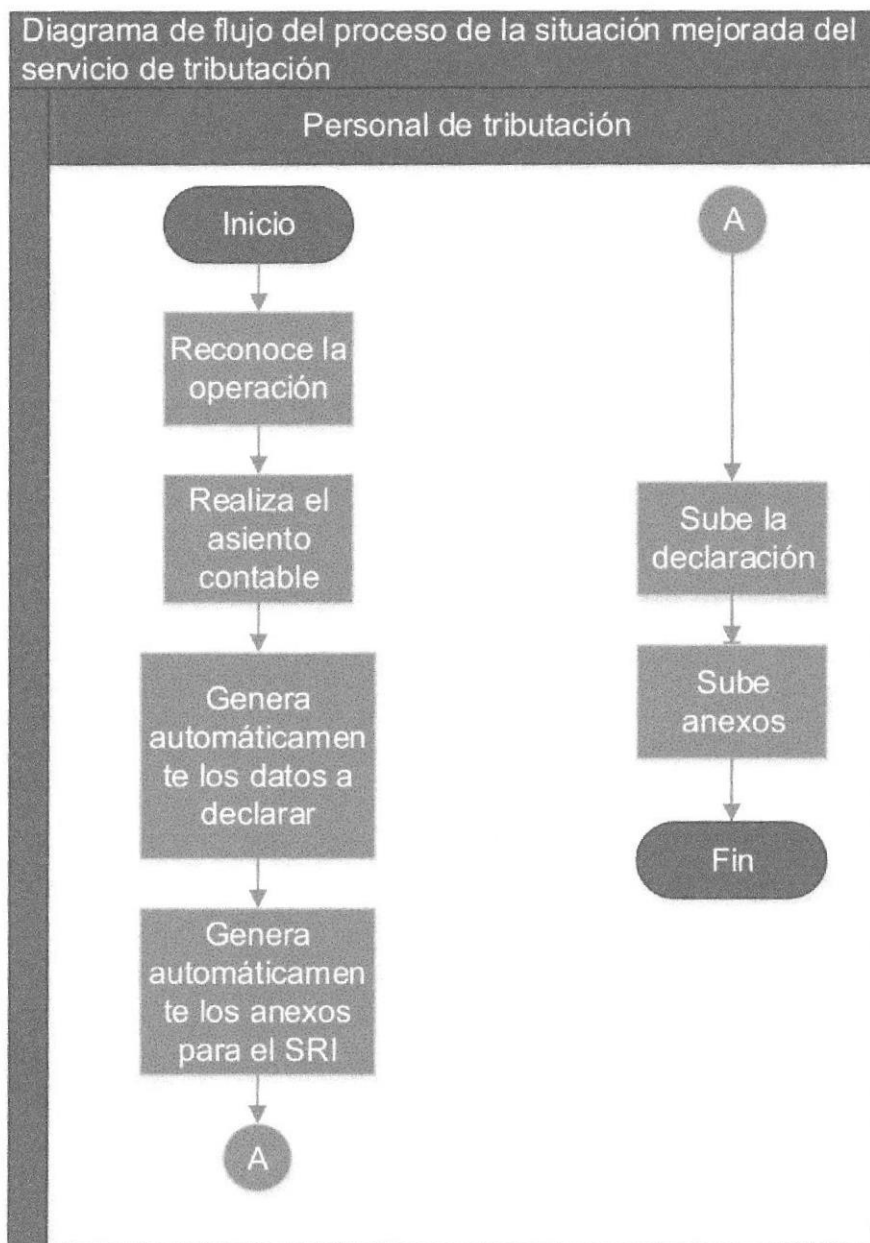 Diagrama de flujo del proceso de la situación mejorada del
servicio de tributación
Personal de tributación
Inicio
Reconoce la
operación
Realiza el
asiento
contable
Genera
automáticamen
te los datos a
declarar
Genera
automáticamen
te los anexos
para el SRI
A
A
Sube la
declaración
Sube
anexos
Fin